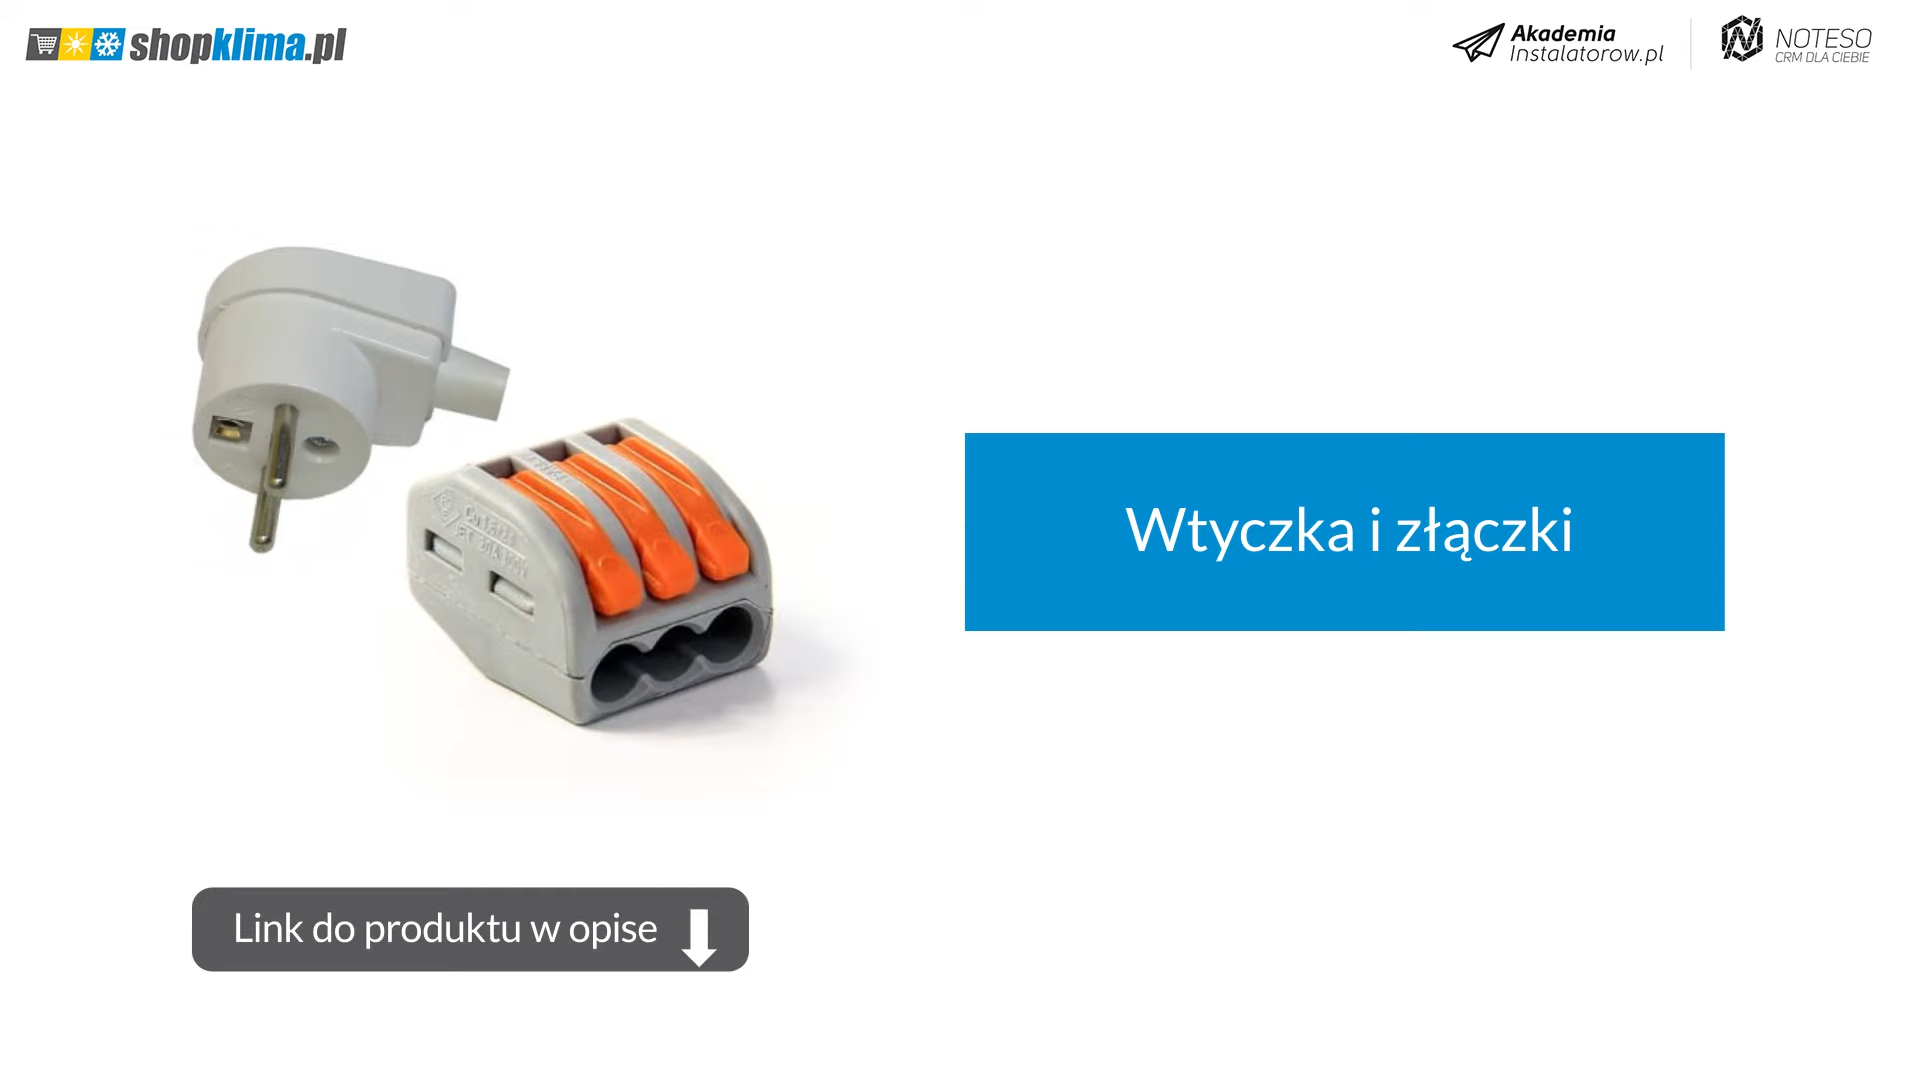 shopklima.pl
Akademia
Instalatorow.pl
NOTESO
CRM DLA CIEBIE
Wtyczka i złączki
Link do produktu w opise